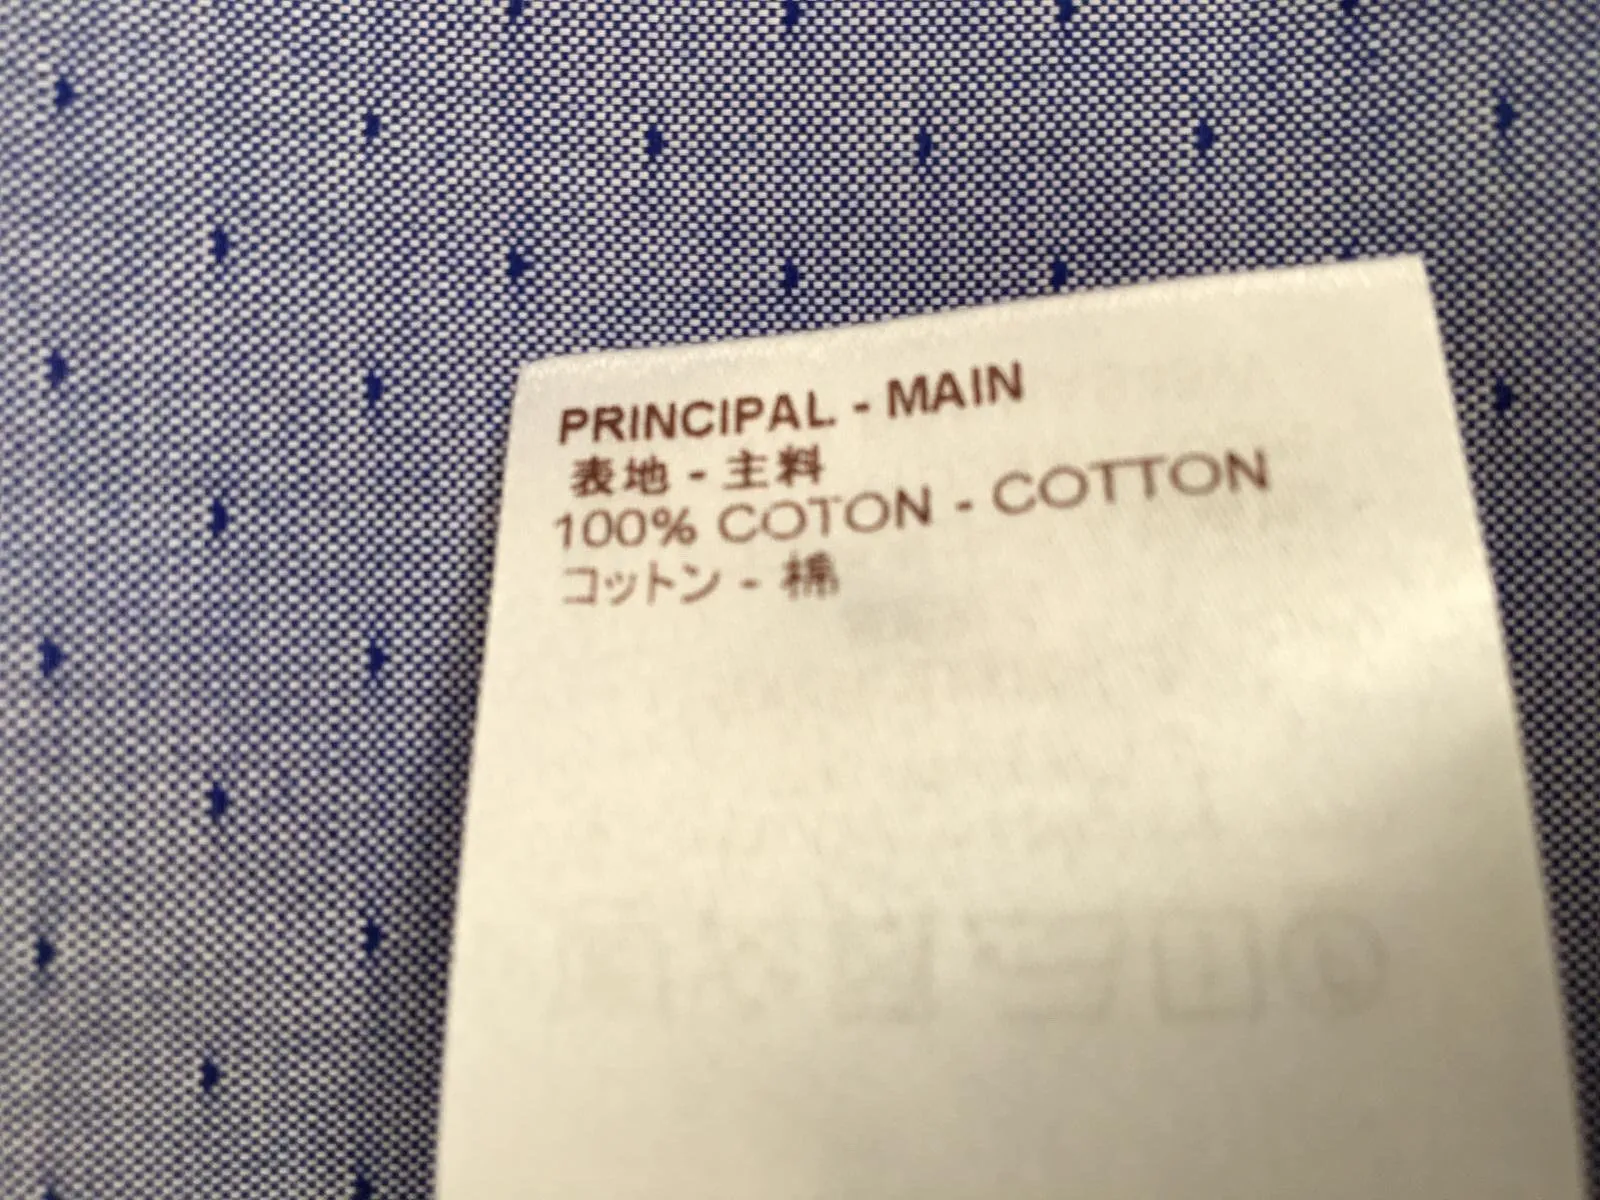 PRINCIPAL - MAIN
表地 - 主料
100% COTON - COTTON
コットン - 棉